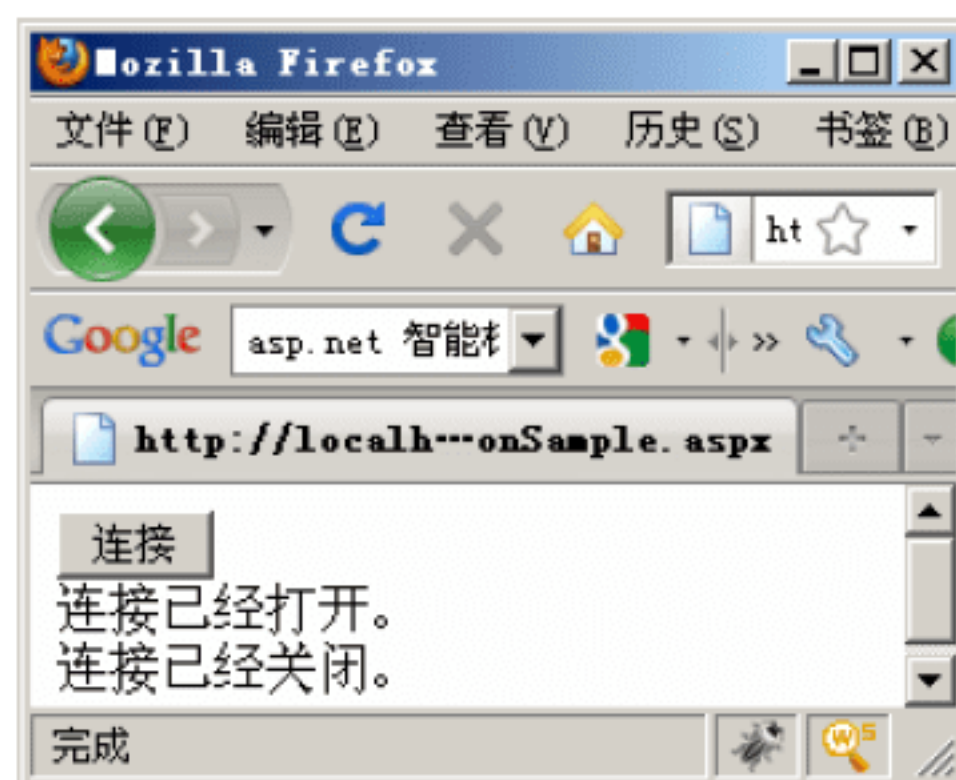 Mozilla Firefox
文件(F) 编辑(E) 查看(V) 历史(S) 书签(B)
ht
Google asp.net 智能 »
http://localh…onSample.aspx
连接
连接已经打开。
连接已经关闭。
完成 W5